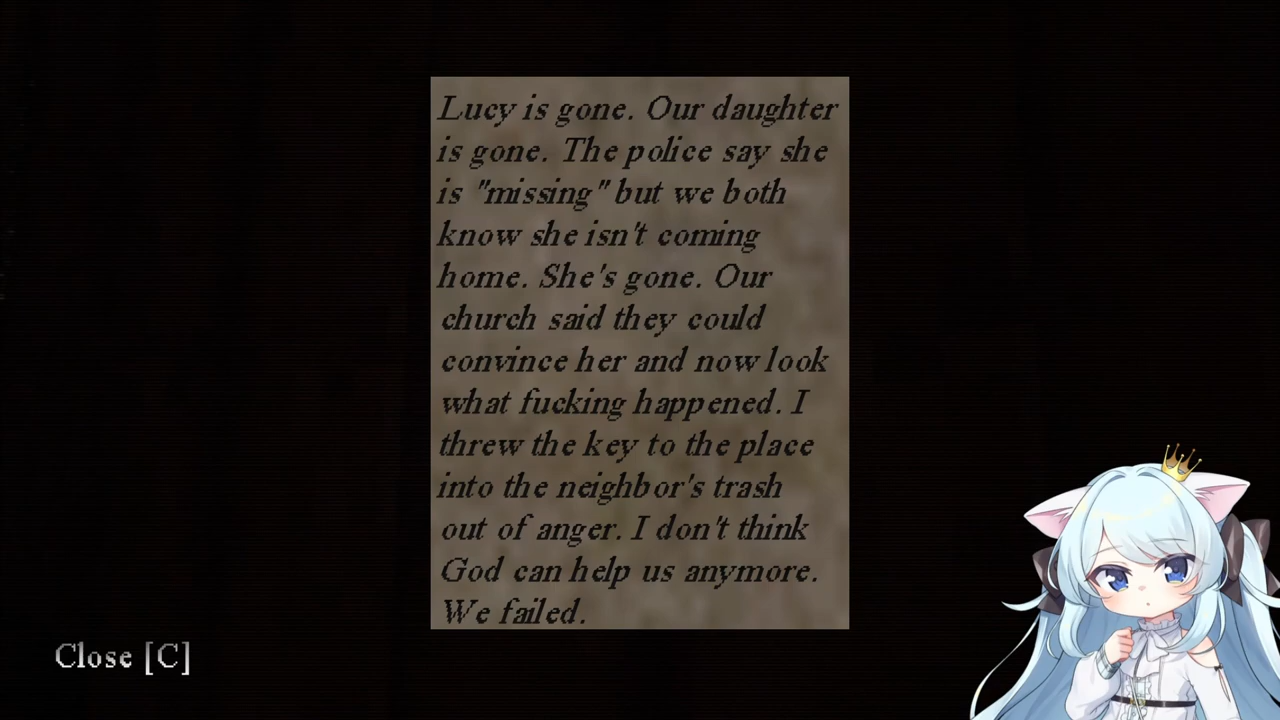 Lucy is gone. Our daughter
is gone. The police say she
is "missing" but we both
know she isn't coming
home. She's gone. Our
church said they could
convince her and now look
what fucking happened. I
threw the key to the place
into the neighbor's trash
out of anger. I don't think
God can help us anymore.
We failed.
Close [C]